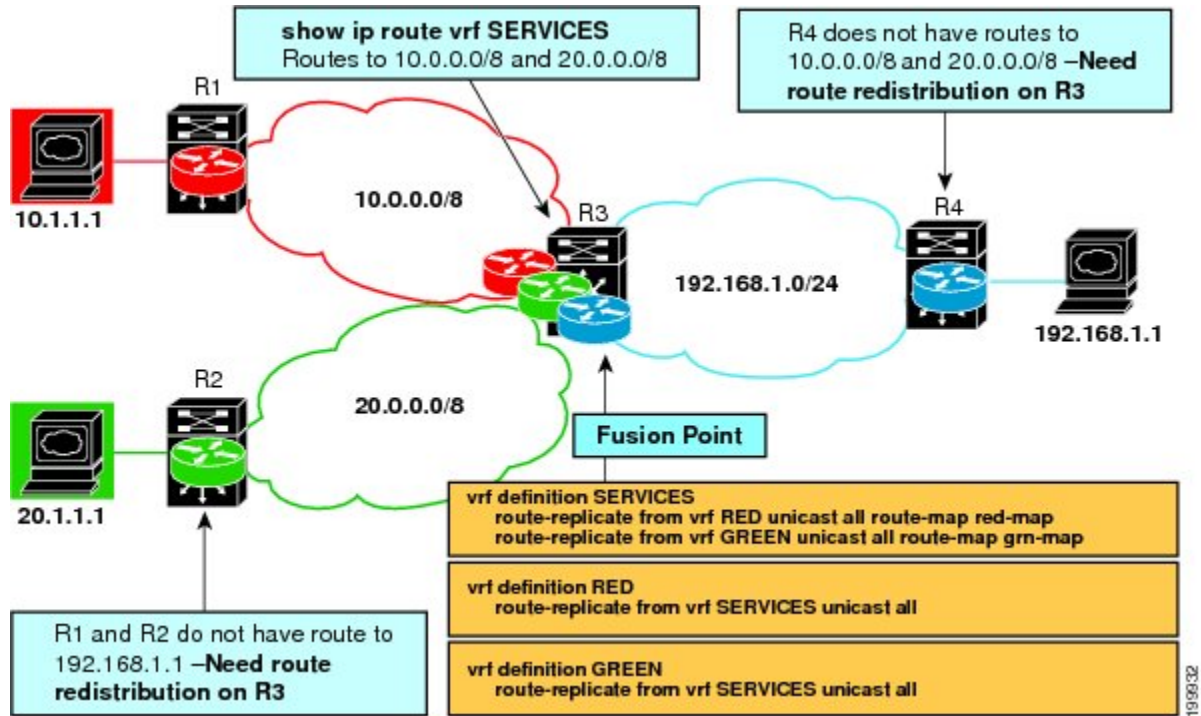 show ip route vrf SERVICES
Routes to 10.0.0.0/8 and 20.0.0.0/8
R4 does not have routes to
10.0.0.0/8 and 20.0.0.0/8 –Need
route redistribution on R3
R1
10.1.1.1
10.0.0.0/8
R3
192.168.1.0/24
R4
192.168.1.1
R2
20.1.1.1
20.0.0.0/8
Fusion Point
vrf definition SERVICES
route-replicate from vrf RED unicast all route-map red-map
route-replicate from vrf GREEN unicast all route-map grn-map
vrf definition RED
route-replicate from vrf SERVICES unicast all
vrf definition GREEN
route-replicate from vrf SERVICES unicast all
R1 and R2 do not have route to
192.168.1.1 –Need route
redistribution on R3
199932